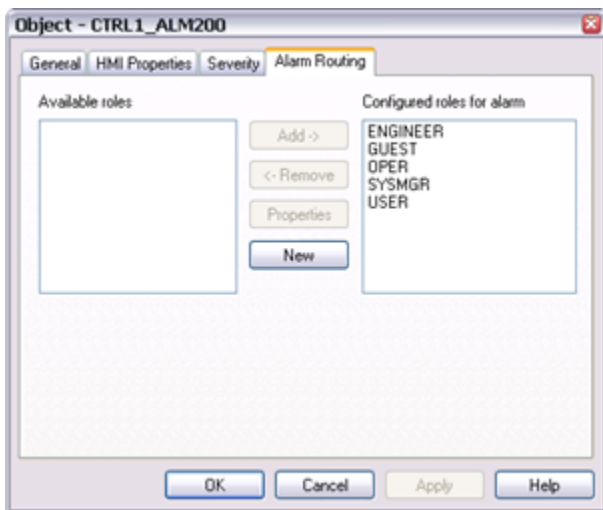 Object - CTRL1_ALM200
General HMI Properties Severity Alarm Routing
Available roles
Configured roles for alarm
Add ->
<- Remove
Properties
New
ENGINEER
GUEST
OPER
SYSMGR
USER
OK Cancel Apply Help